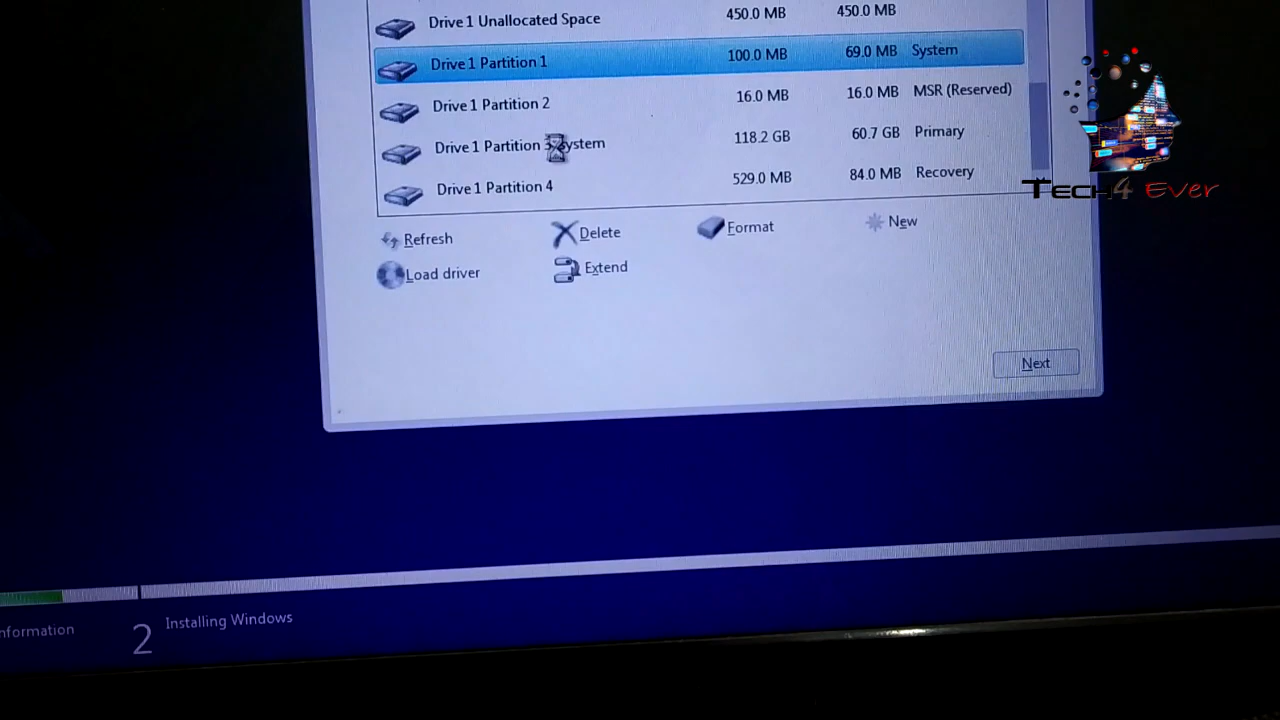 Drive 1 Unallocated Space 450.0 MB 450.0 MB
Drive 1 Partition 1 100.0 MB 69.0 MB System
Drive 1 Partition 2 16.0 MB 16.0 MB MSR (Reserved)
Drive 1 Partition 118.2 GB 60.7 GB Primary
Drive 1 Partition 4 529.0 MB 84.0 MB Recovery
TECH4 EVER
Refresh Delete Format New
Load driver Extend
Next
2 Installing Windows